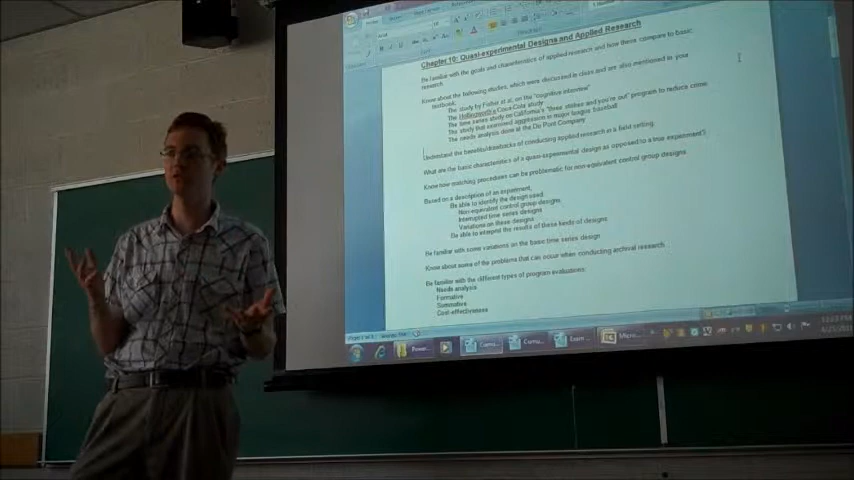 Chapter 10: Quasi-experimental Designs and Applied Research
Be familiar with the goals and characteristics of applied research and how these compare to basic
research.
Know about the following studies, which were discussed in class and are also mentioned in your
textbook:
The study by Fisher et al. on the "cognitive interview"
The Hollingworth's Coca-Cola study
The time series study on California's "three strikes and you're out" program to reduce crime
The study that examined aggression in major league baseball
The needs analysis done at the Du Pont Company
Understand the benefits/drawbacks of conducting applied research in a field setting.
What are the basic characteristics of a quasi-experimental design as opposed to a true experiment?
Know how matching procedures can be problematic for non-equivalent control group designs
Based on a description of an experiment,
Be able to identify the design used
Non-equivalent control group designs
Interrupted time series designs
Variations on these designs
Be able to interpret the results of these kinds of designs
Be familiar with some variations on the basic time series design
Know about some of the problems that can occur when conducting archival research.
Be familiar with the different types of program evaluations:
Needs analysis
Formative
Summative
Cost-effectiveness